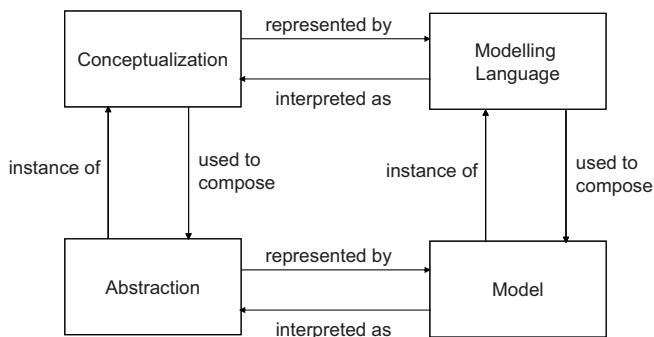 represented by
Conceptualization
Modelling
Language
interpreted as
instance of
used to
compose
instance of
used to
compose
represented by
Abstraction
Model
interpreted as